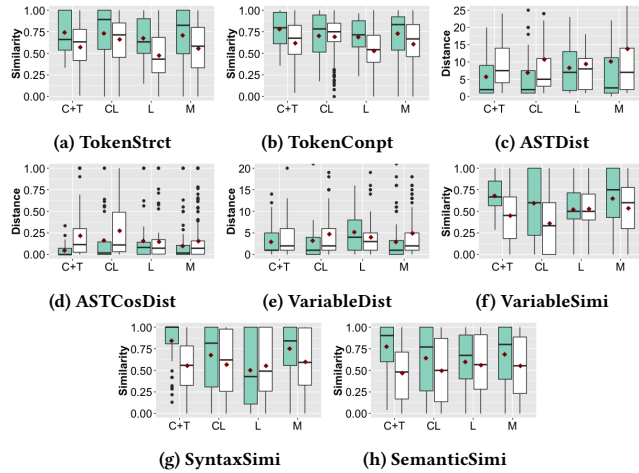 Similarity
1.00
0.75
0.50
0.25
0.00
C+T CL L M
(a) TokenStrct
Similarity
1.00
0.75
0.50
0.25
0.00
C+T CL L M
(b) TokenConpt
Distance
25
20
15
10
5
0
C+T CL L M
(c) ASTDist
Distance
1.00
0.75
0.50
0.25
0.00
C+T CL L M
(d) ASTCosDist
Distance
20
15
10
5
0
C+T CL L M
(e) VariableDist
Similarity
1.00
0.75
0.50
0.25
0.00
C+T CL L M
(f) VariableSimi
Similarity
1.00
0.75
0.50
0.25
0.00
C+T CL L M
(g) SyntaxSimi
Similarity
1.00
0.75
0.50
0.25
0.00
C+T CL L M
(h) SemanticSimi